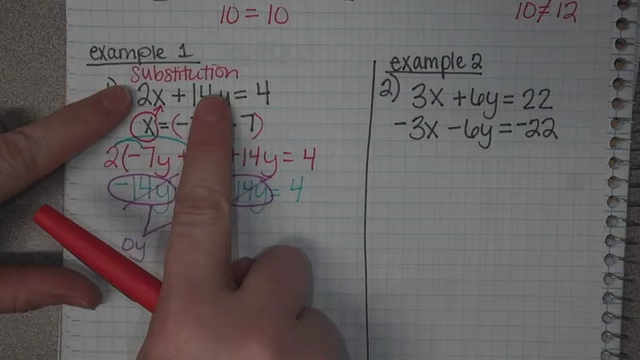 10 = 10
10 ≠ 12
example 1
Substitution
2x + 14y = 4
x = (-7 - 7)
2(-7y + 14y = 4
-14y 14y = 4
0y
example 2
2) 3x + 6y = 22
-3x - 6y = -22